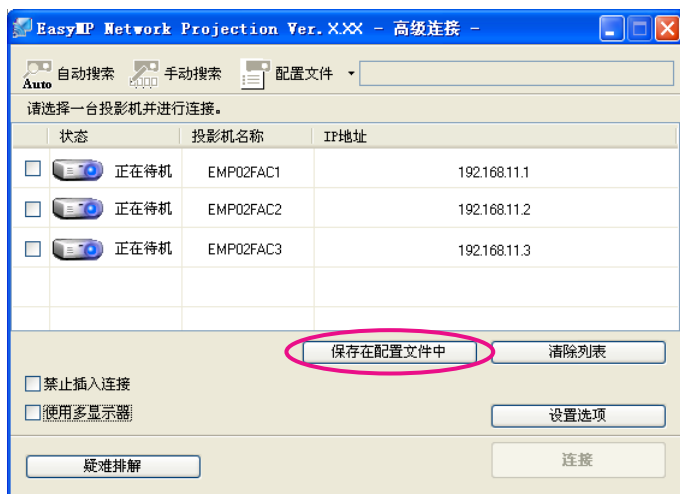 EasyMP Network Projection Ver.X.XX - 高级连接 -
Auto 自动搜索 手动搜索 配置文件
请选择一台投影机并进行连接。
状态 投影机名称 IP地址
正在待机 EMP02FAC1 192.168.11.1
正在待机 EMP02FAC2 192.168.11.2
正在待机 EMP02FAC3 192.168.11.3
保存在配置文件中 清除列表
禁止插入连接
使用多显示器 设置选项
疑难排解 连接